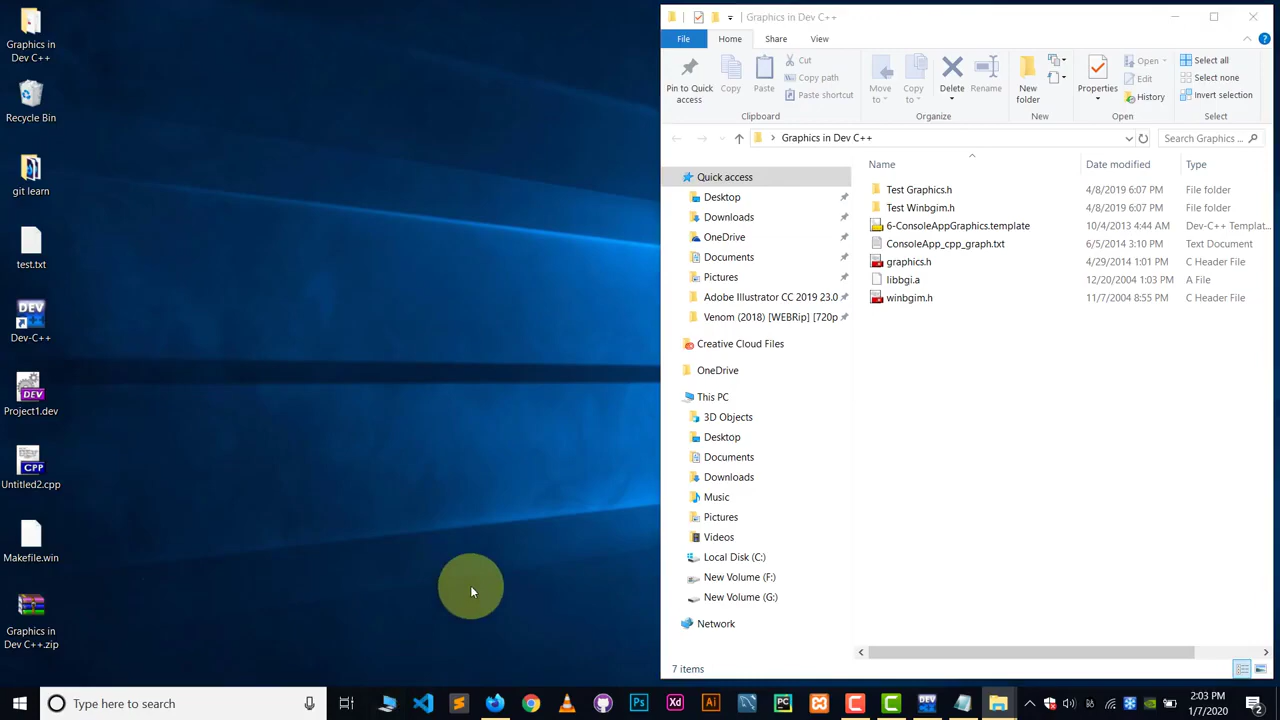 Graphics in
Dev C++
Recycle Bin
git learn
test.txt
DEV
Dev-C++
DEV
Project1.dev
CPP
Untitled2.cpp
Makefile.win
Graphics in
Dev C++.zip
Graphics in Dev C++
File
Home
Share
View
Pin to Quick
access
Copy
Paste
Cut
Copy path
Paste shortcut
Clipboard
Move
to
Copy
to
Delete
Rename
Organize
New
folder
New
Properties
Open
Edit
History
Open
Select all
Select none
Invert selection
Select
Graphics in Dev C++
Search Graphics ...
Quick access
Desktop
Downloads
OneDrive
Documents
Pictures
Adobe Illustrator CC 2019 23.0
Venom (2018) [WEBRip] [720p
Creative Cloud Files
OneDrive
This PC
3D Objects
Desktop
Documents
Downloads
Music
Pictures
Videos
Local Disk (C:)
New Volume (F:)
New Volume (G:)
Network
Name Date modified Type
Test Graphics.h 4/8/2019 6:07 PM File folder
Test Winbgim.h 4/8/2019 6:07 PM File folder
6-ConsoleAppGraphics.template 10/4/2013 4:44 AM Dev-C++ Templat...
ConsoleApp_cpp_graph.txt 6/5/2014 3:10 PM Text Document
graphics.h 4/29/2014 1:01 PM C Header File
libbgi.a 12/20/2004 1:03 PM A File
winbgim.h 11/7/2004 8:55 PM C Header File
7 items
Type here to search
Ps
Xd
Ai
PC
C
C
DEV
2:03 PM
1/7/2020
2